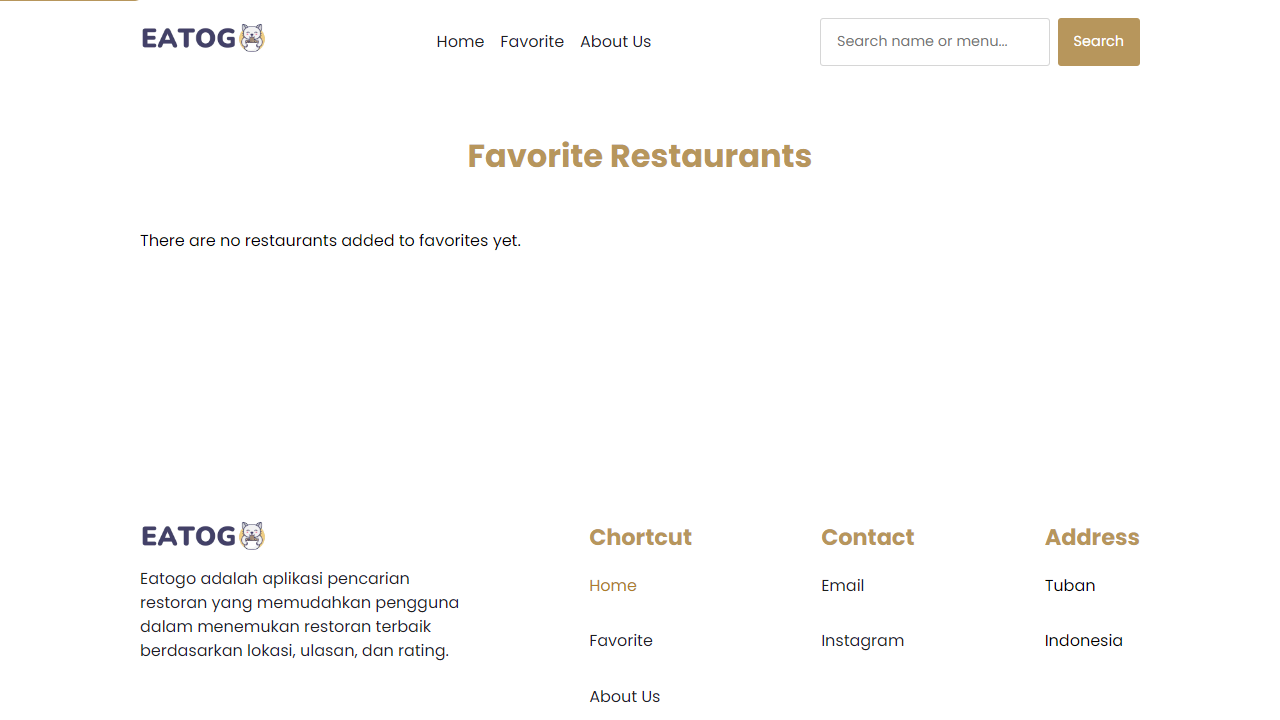 EATOGO
Home Favorite About Us
Search name or menu...
Search
Favorite Restaurants
There are no restaurants added to favorites yet.
EATOGO
Eatogo adalah aplikasi pencarian
restoran yang memudahkan pengguna
dalam menemukan restoran terbaik
berdasarkan lokasi, ulasan, dan rating.
Chortcut
Home
Favorite
About Us
Contact
Email
Instagram
Address
Tuban
Indonesia